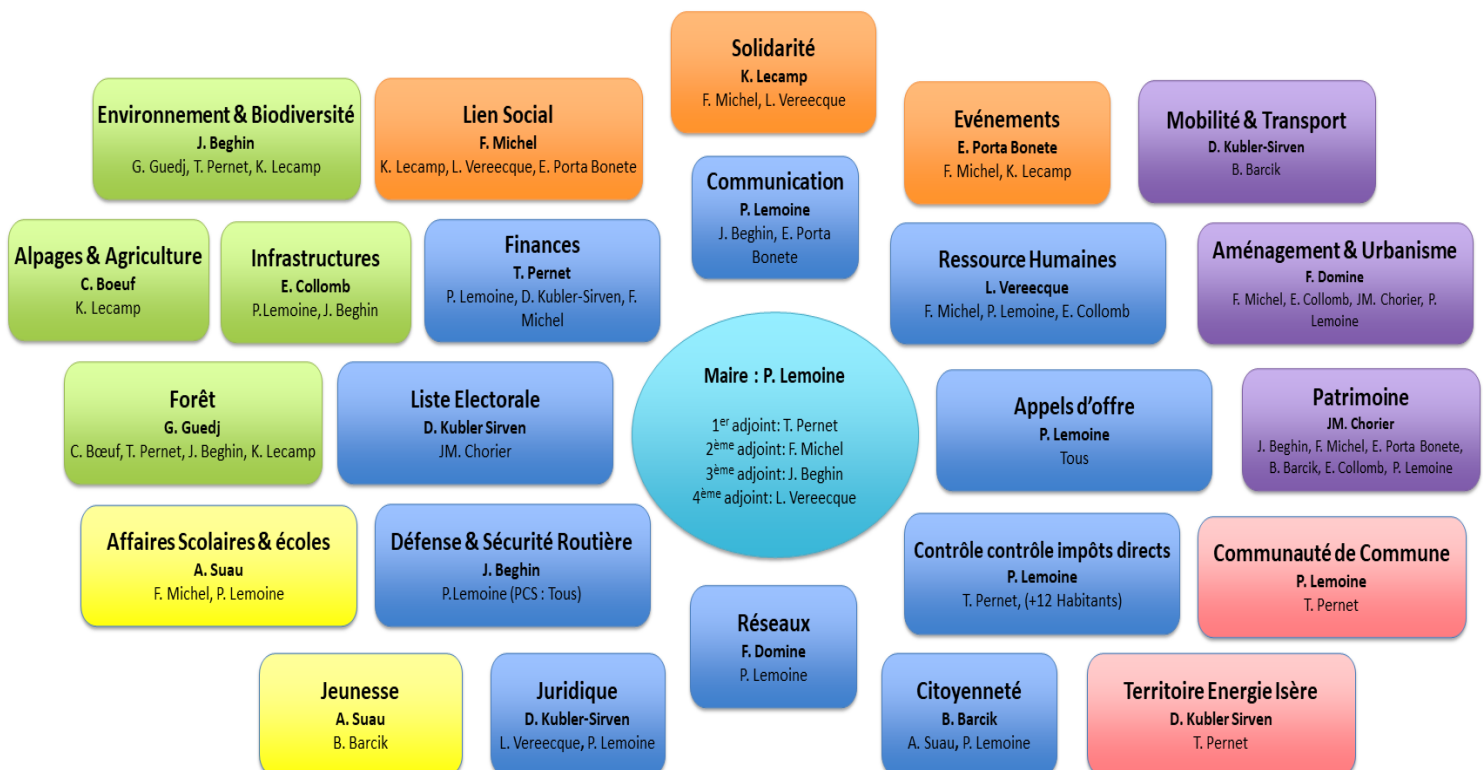 Solidarité
K. Lecamp
F. Michel, L. Vereecque
Environnement & Biodiversité
J. Beghin
G. Guedj, T. Pernet, K. Lecamp
Lien Social
F. Michel
K. Lecamp, L. Vereecque, E. Porta Bonete
Evénements
E. Porta Bonete
F. Michel, K. Lecamp
Mobilité & Transport
D. Kubler-Sirven
B. Barcik
Communication
P. Lemoine
J. Beghin, E. Porta
Bonete
Alpages & Agriculture
C. Boeuf
K. Lecamp
Infrastructures
E. Collomb
P.Lemoine, J. Beghin
Finances
T. Pernet
P. Lemoine, D. Kubler-Sirven, F.
Michel
Ressource Humaines
L. Vereecque
F. Michel, P. Lemoine, E. Collomb
Aménagement & Urbanisme
F. Domine
F. Michel, E. Collomb, JM. Chorier, P.
Lemoine
Maire : P. Lemoine
1er adjoint: T. Pernet
2ème adjoint: F. Michel
3ème adjoint: J. Beghin
4ème adjoint: L. Vereecque
Forêt
G. Guedj
C. Bœuf, T. Pernet, J. Beghin, K. Lecamp
Liste Electorale
D. Kubler Sirven
JM. Chorier
Appels d’offre
P. Lemoine
Tous
Patrimoine
JM. Chorier
J. Beghin, F. Michel, E. Porta Bonete,
B. Barcik, E. Collomb, P. Lemoine
Affaires Scolaires & écoles
A. Suau
F. Michel, P. Lemoine
Défense & Sécurité Routière
J. Beghin
P.Lemoine (PCS : Tous)
Contrôle contrôle impôts directs
P. Lemoine
T. Pernet, (+12 Habitants)
Communauté de Commune
P. Lemoine
T. Pernet
Réseaux
F. Domine
P. Lemoine
Jeunesse
A. Suau
B. Barcik
Juridique
D. Kubler-Sirven
L. Vereecque, P. Lemoine
Citoyenneté
B. Barcik
A. Suau, P. Lemoine
Territoire Energie Isère
D. Kubler Sirven
T. Pernet